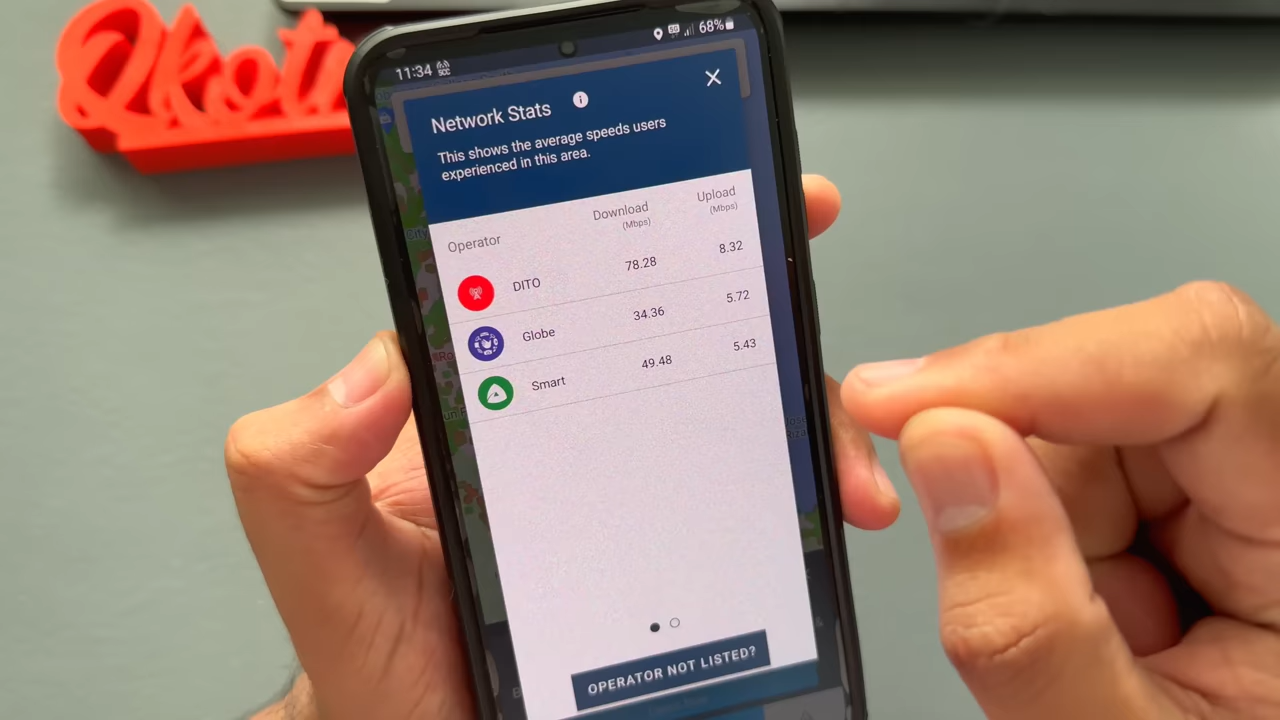 11:34
68%
Network Stats
This shows the average speeds users
experienced in this area.
Operator
Download
(Mbps)
Upload
(Mbps)
DITO 78.28 8.32
Globe 34.36 5.72
Smart 49.48 5.43
OPERATOR NOT LISTED?